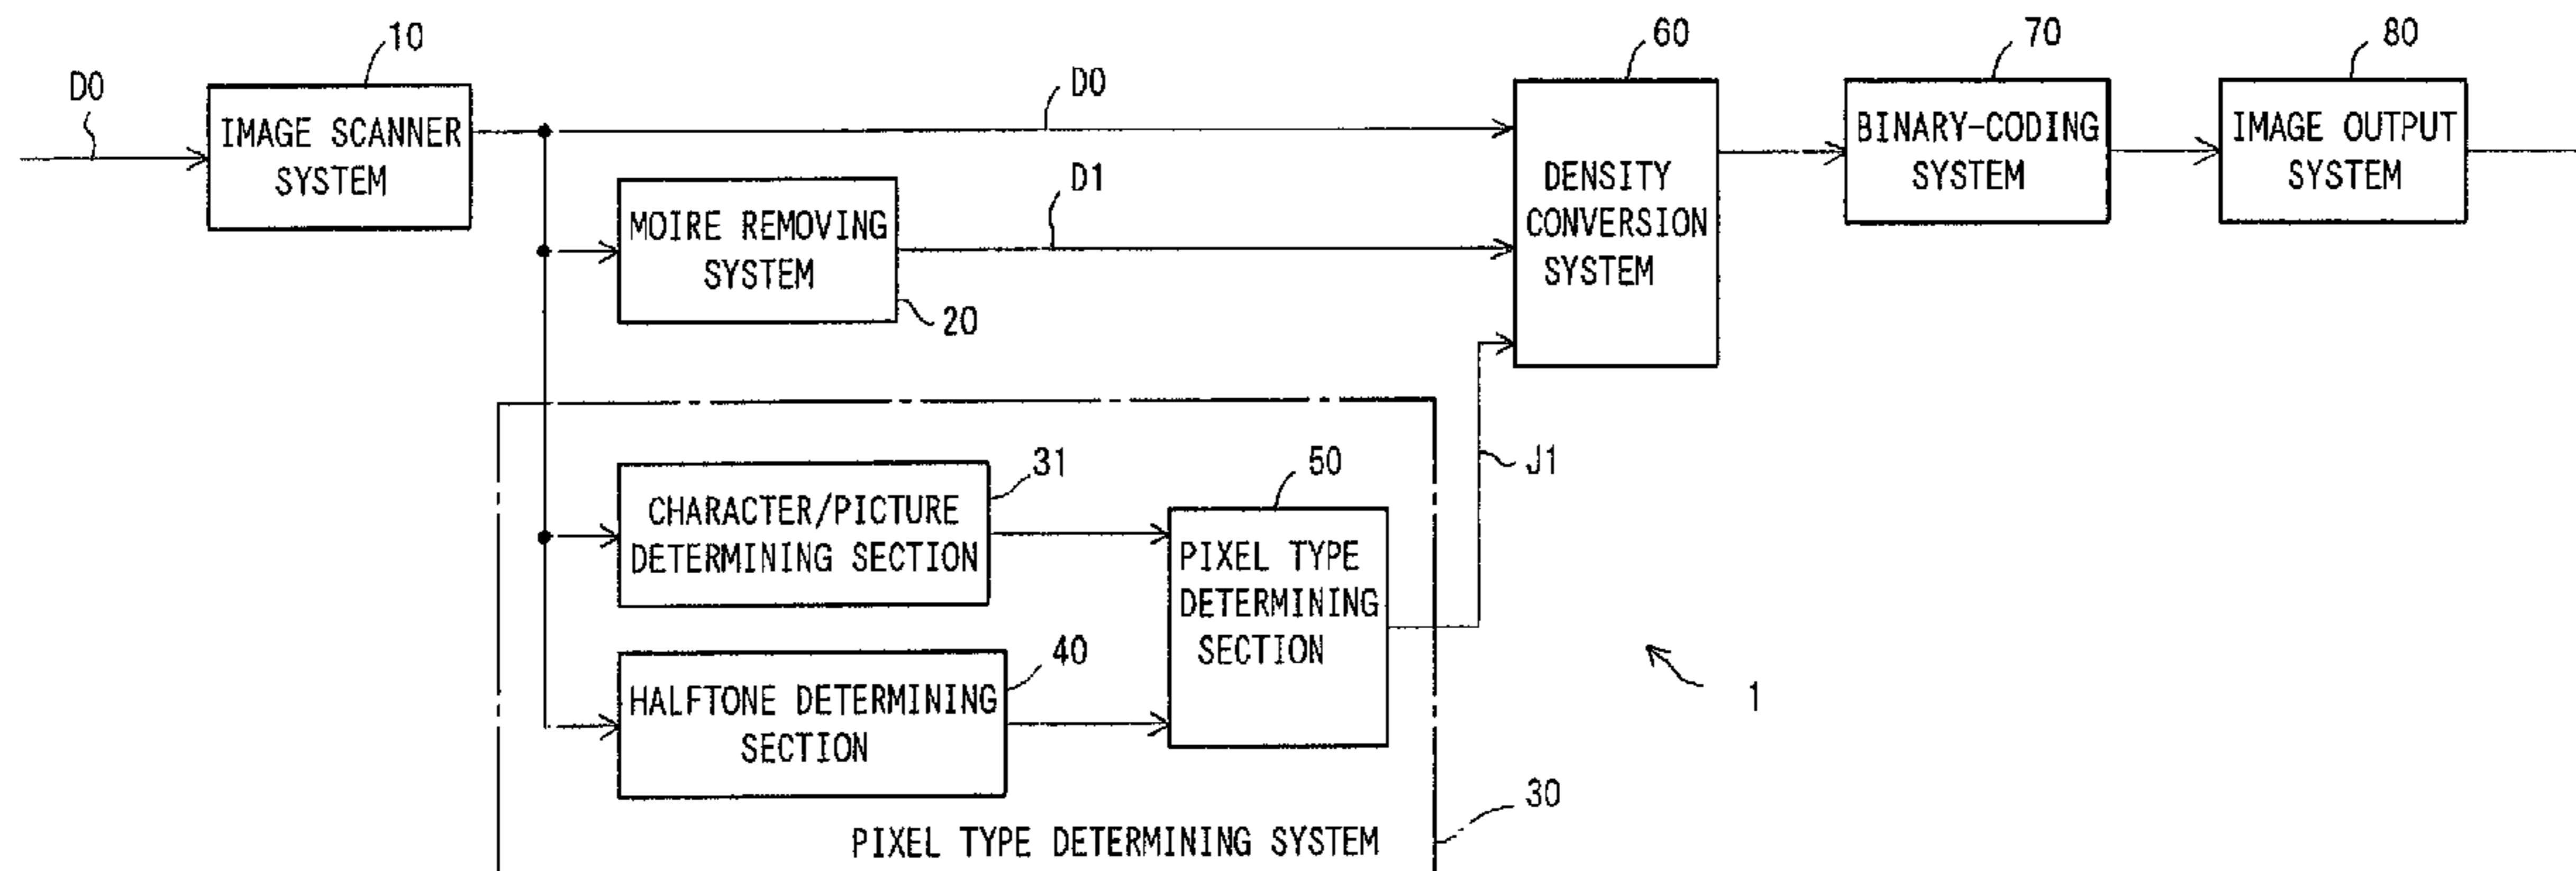 10
60
70
80
D0
D0
IMAGE SCANNER
SYSTEM
D1
DENSITY
CONVERSION
SYSTEM
BINARY-CODING
SYSTEM
IMAGE OUTPUT
SYSTEM
MOIRE REMOVING
SYSTEM
20
31
50
J1
CHARACTER/PICTURE
DETERMINING SECTION
PIXEL TYPE
DETERMINING
SECTION
40
HALFTONE DETERMINING
SECTION
1
30
PIXEL TYPE DETERMINING SYSTEM